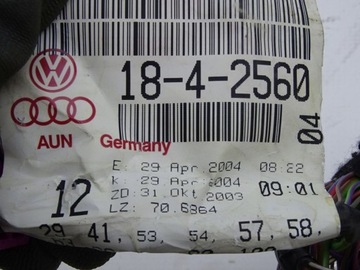 18-4-2560
AUN Germany
04
E: 29 Apr 2004 08:22
12
K: 29 Apr 2004 09:01
ZD: 31. Okt 2003
LZ: 70.6864
39 41, 53, 54, 57, 58,